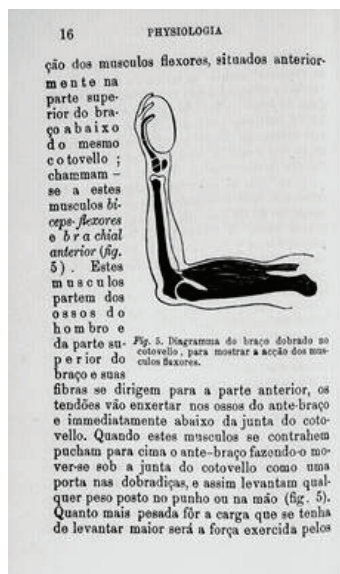 16
PHYSIOLOGIA
ção dos musculos flexores, situados anterior-
mente na
parte supe-
rior do bra-
ço abaixo
do mesmo
cotovello ;
chammam-
se a estes
musculos bi-
ceps-flexores
e brachial
anterior (fig.
5). Estes
musculos
partem dos
ossos do
hombro e
da parte su-
perior do
braço e suas
Fig. 5. Diagramma do braço dobrado no
cotovello, para mostrar a acção dos mus-
culos flexores.
fibras se dirigem para a parte anterior, os
tendões vão enxertar nos ossos do ante-braço
e immediatamente abaixo da junta do coto-
vello. Quando estes musculos se contrahem
pucham para cima o ante-braço fazendo-o mo-
ver-se sob a junta do cotovello como uma
porta nas dobradiças, e assim levantam qual-
quer peso posto no punho ou na mão (fig. 5).
Quanto mais pesada fôr a carga que se tenha
de levantar maior será a força exercida pelos